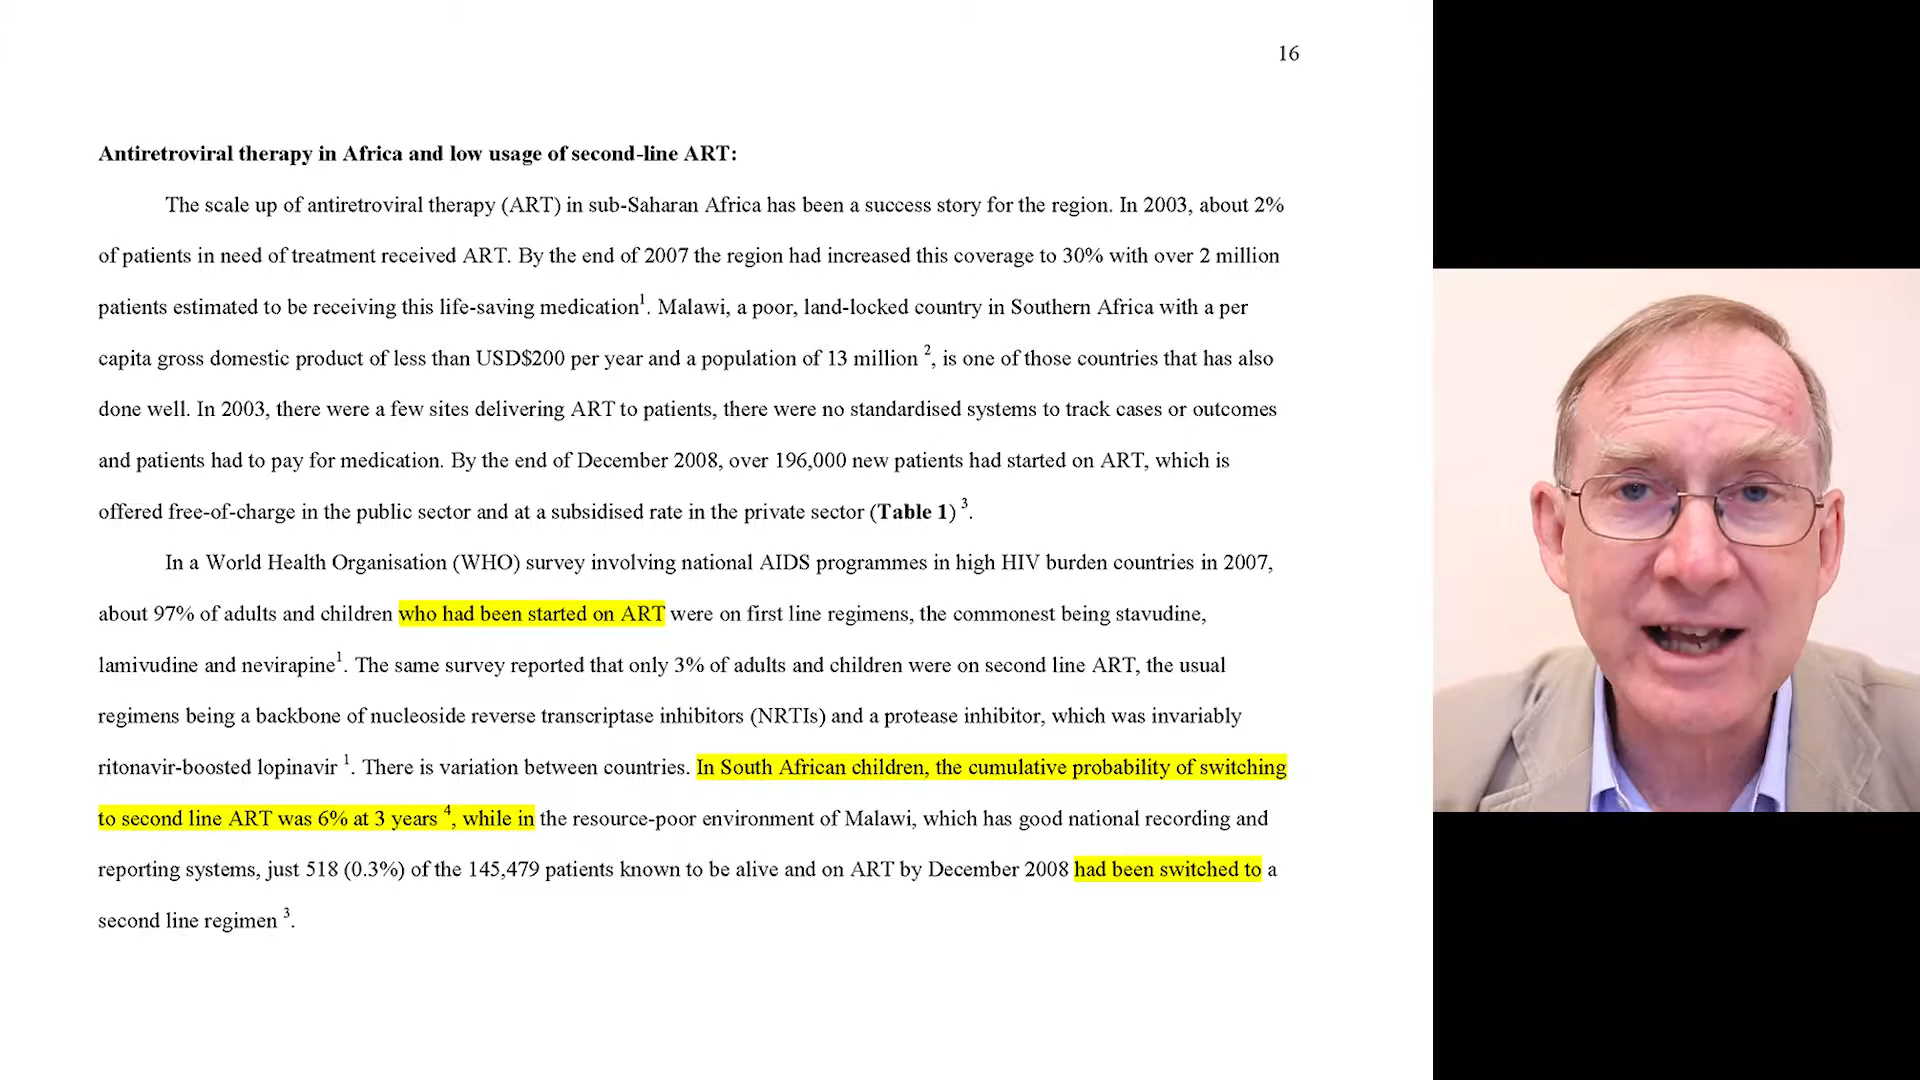 16
Antiretroviral therapy in Africa and low usage of second-line ART:
The scale up of antiretroviral therapy (ART) in sub-Saharan Africa has been a success story for the region. In 2003, about 2%
of patients in need of treatment received ART. By the end of 2007 the region had increased this coverage to 30% with over 2 million
patients estimated to be receiving this life-saving medication1. Malawi, a poor, land-locked country in Southern Africa with a per
capita gross domestic product of less than USD$200 per year and a population of 13 million 2, is one of those countries that has also
done well. In 2003, there were a few sites delivering ART to patients, there were no standardised systems to track cases or outcomes
and patients had to pay for medication. By the end of December 2008, over 196,000 new patients had started on ART, which is
offered free-of-charge in the public sector and at a subsidised rate in the private sector (Table 1) 3.
In a World Health Organisation (WHO) survey involving national AIDS programmes in high HIV burden countries in 2007,
about 97% of adults and children who had been started on ART were on first line regimens, the commonest being stavudine,
lamivudine and nevirapine1. The same survey reported that only 3% of adults and children were on second line ART, the usual
regimens being a backbone of nucleoside reverse transcriptase inhibitors (NRTIs) and a protease inhibitor, which was invariably
ritonavir-boosted lopinavir 1. There is variation between countries. In South African children, the cumulative probability of switching
to second line ART was 6% at 3 years 4, while in the resource-poor environment of Malawi, which has good national recording and
reporting systems, just 518 (0.3%) of the 145,479 patients known to be alive and on ART by December 2008 had been switched to a
second line regimen 3.